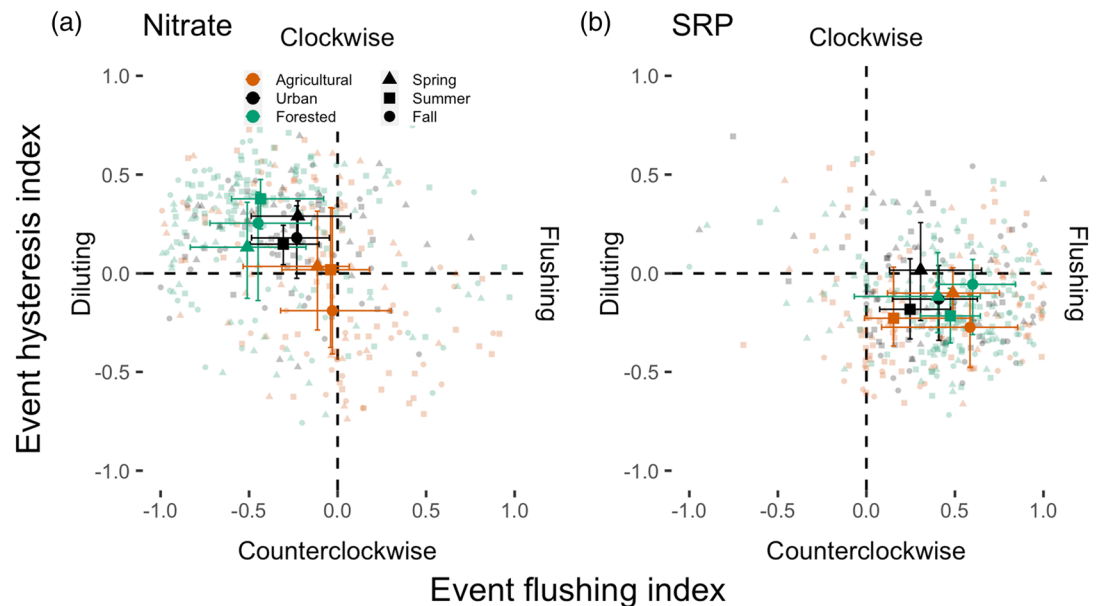 (a) Nitrate
Clockwise
Agricultural
Urban
Forested
Spring
Summer
Fall
1.0
0.5
0.0
-0.5
-1.0
Diluting
Flushing
-1.0 -0.5 0.0 0.5 1.0
Counterclockwise
(b) SRP
Clockwise
1.0
0.5
0.0
-0.5
-1.0
Diluting
Flushing
-1.0 -0.5 0.0 0.5 1.0
Counterclockwise
Event hysteresis index
Event flushing index